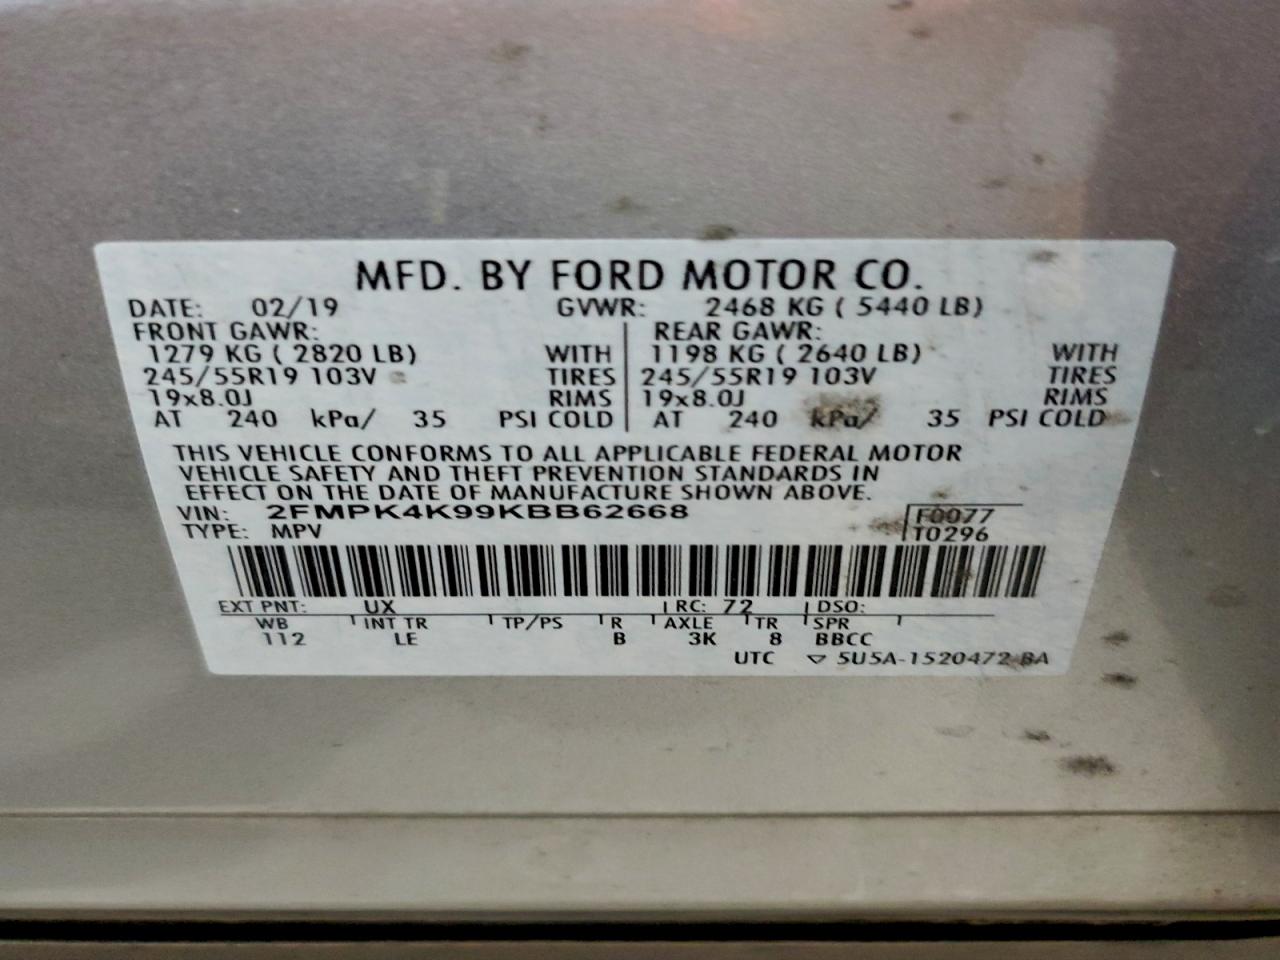 MFD. BY FORD MOTOR CO.
DATE: 02/19 GVWR: 2468 KG ( 5440 LB)
FRONT GAWR: REAR GAWR:
1279 KG ( 2820 LB) WITH 1198 KG ( 2640 LB) WITH
245/55R19 103V TIRES 245/55R19 103V TIRES
19x8.0J RIMS 19x8.0J RIMS
AT 240 kPa/ 35 PSI COLD AT 240 kPa/ 35 PSI COLD
THIS VEHICLE CONFORMS TO ALL APPLICABLE FEDERAL MOTOR
VEHICLE SAFETY AND THEFT PREVENTION STANDARDS IN
EFFECT ON THE DATE OF MANUFACTURE SHOWN ABOVE.
VIN: 2FMPK4K99KBB62668 F0077
TYPE: MPV T0296
EXT PNT: UX RC: 72 DSO:
WB INT TR TP/PS R AXLE TR SPR
112 LE B 3K 8 BBCC
UTC ▽ 5U5A-1520472-BA